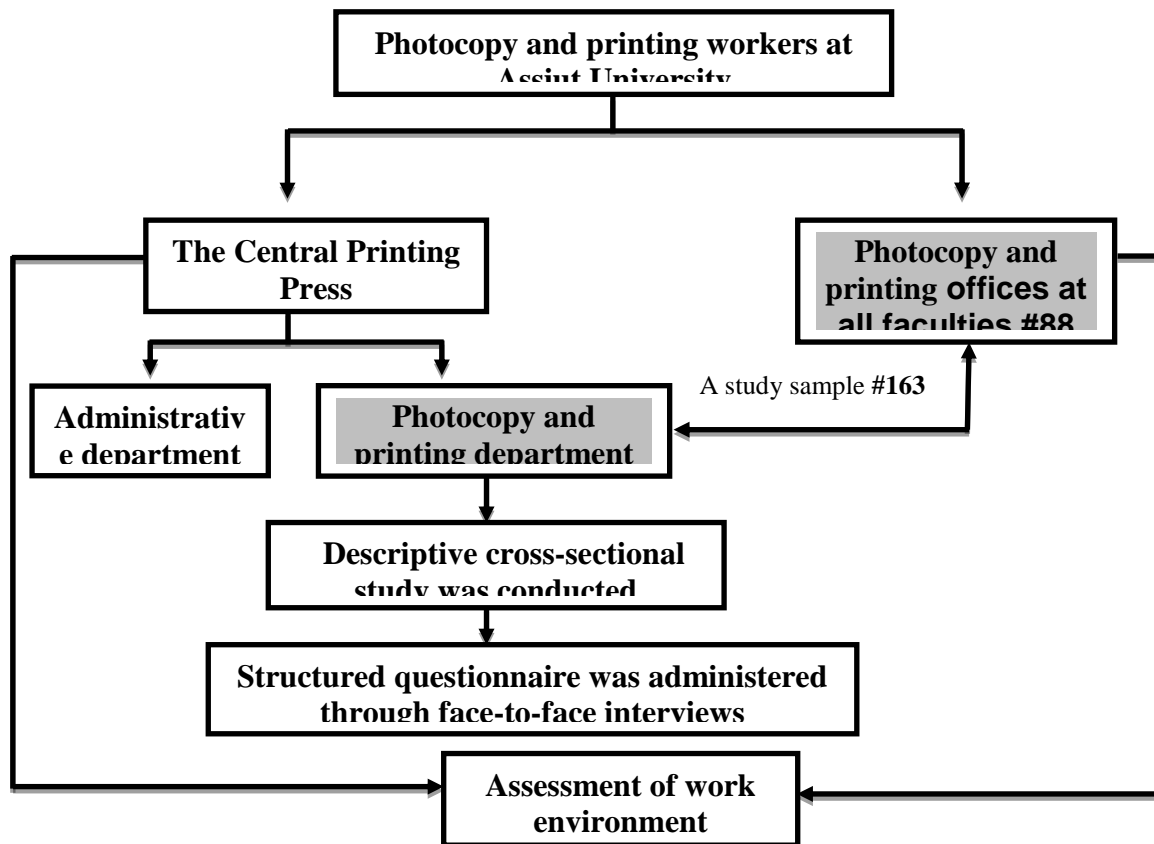 Photocopy and printing workers at
Assiut University
The Central Printing
Press
Photocopy and
printing offices at
all faculties #88
A study sample #163
Administrativ
e department
Photocopy and
printing department
Descriptive cross-sectional
study was conducted
Structured questionnaire was administered
through face-to-face interviews
Assessment of work
environment